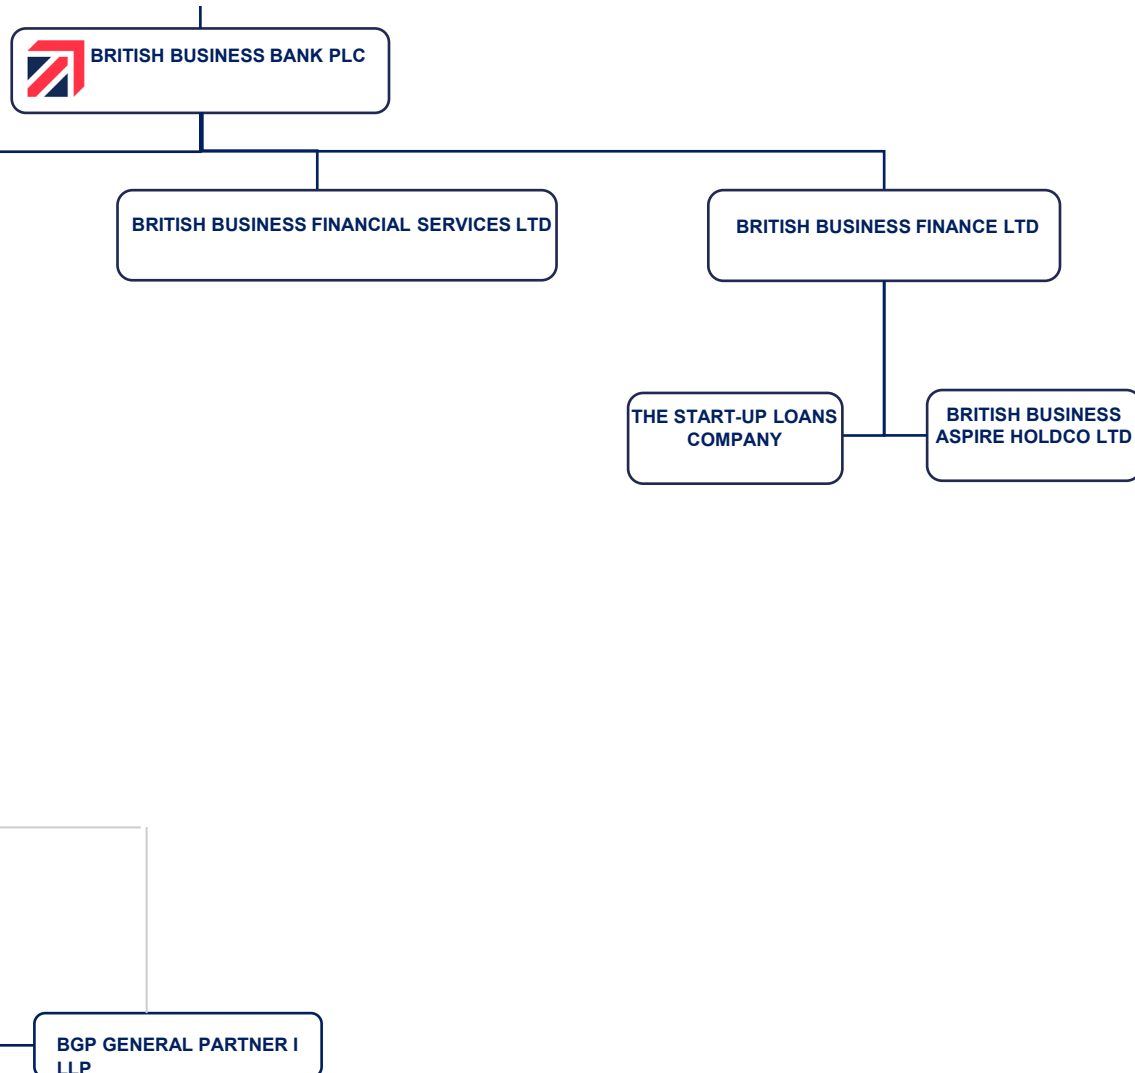 BRITISH BUSINESS BANK PLC
BRITISH BUSINESS FINANCIAL SERVICES LTD
BRITISH BUSINESS FINANCE LTD
THE START-UP LOANS
COMPANY
BRITISH BUSINESS
ASPIRE HOLDCO LTD
BGP GENERAL PARTNER I
LLP